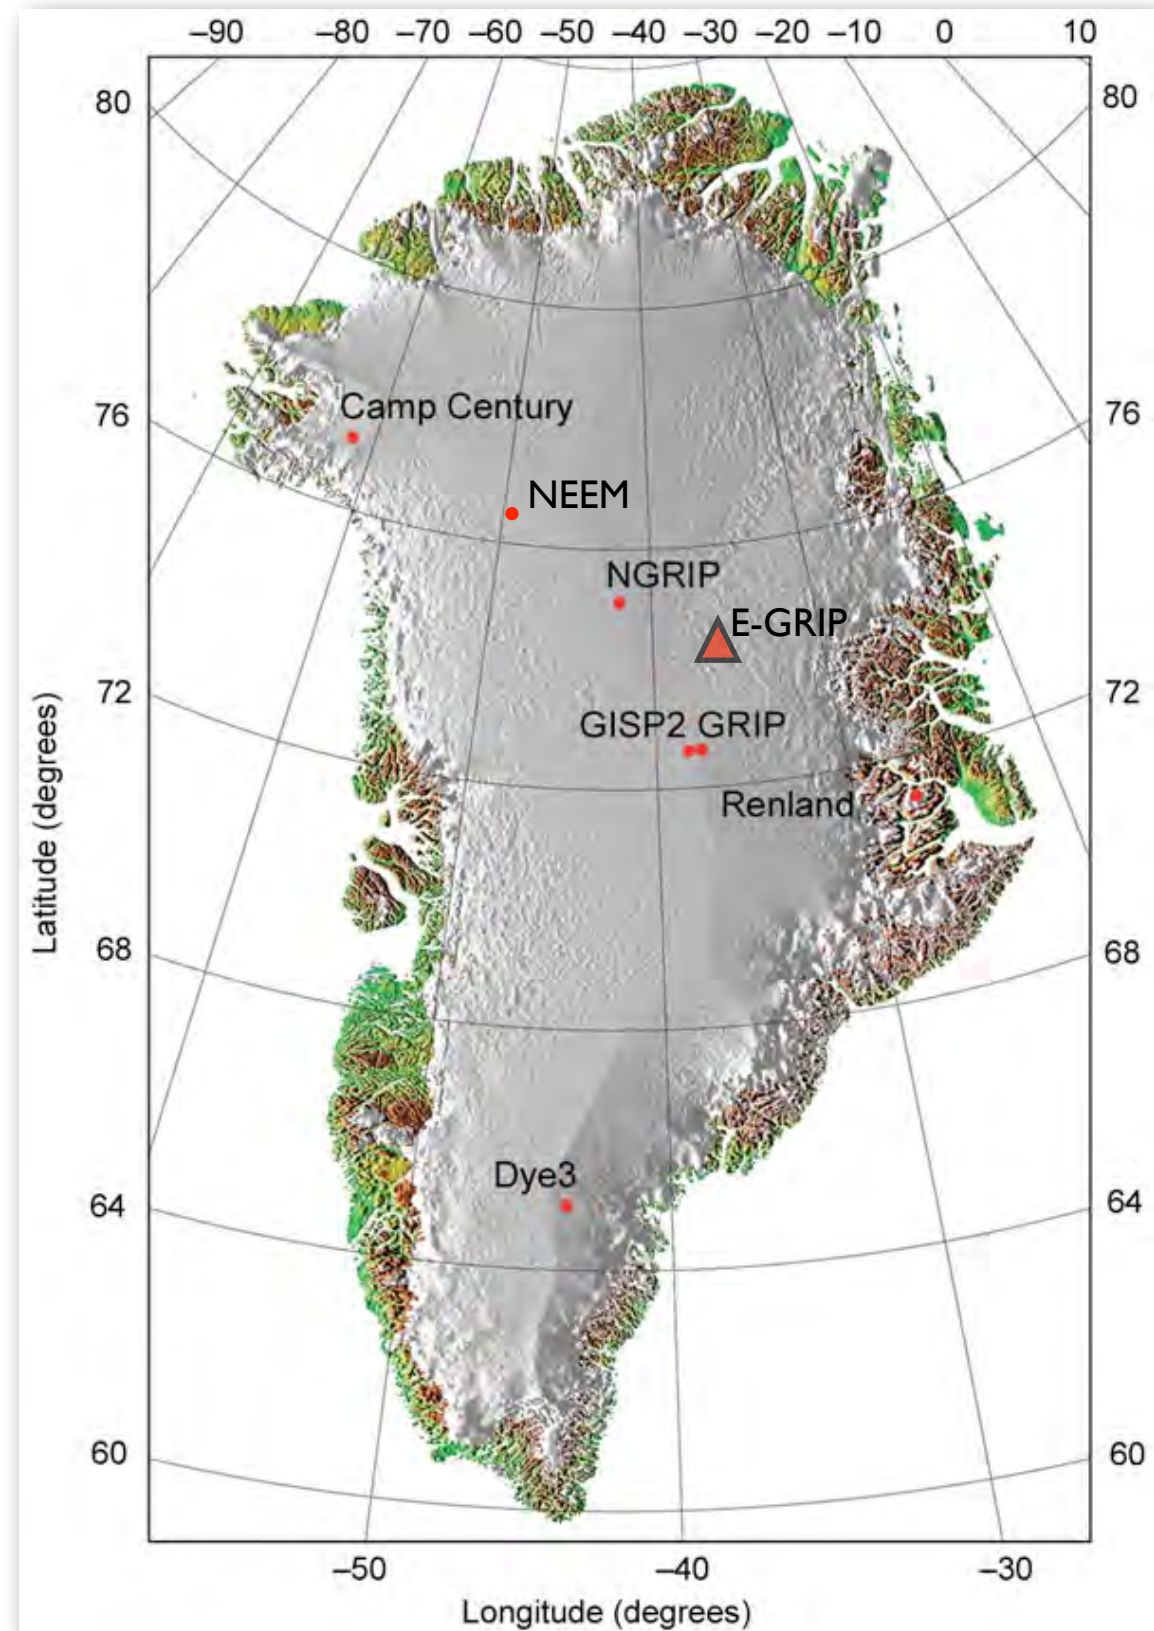 –90 –80 –70 –60 –50 –40 –30 –20 –10 0 10
80 80
76 76
Camp Century
NEEM
NGRIP
E-GRIP
72 72
GISP2 GRIP
Renland
Latitude (degrees)
68 68
Dye3
64 64
60 60
–50 –40 –30
Longitude (degrees)